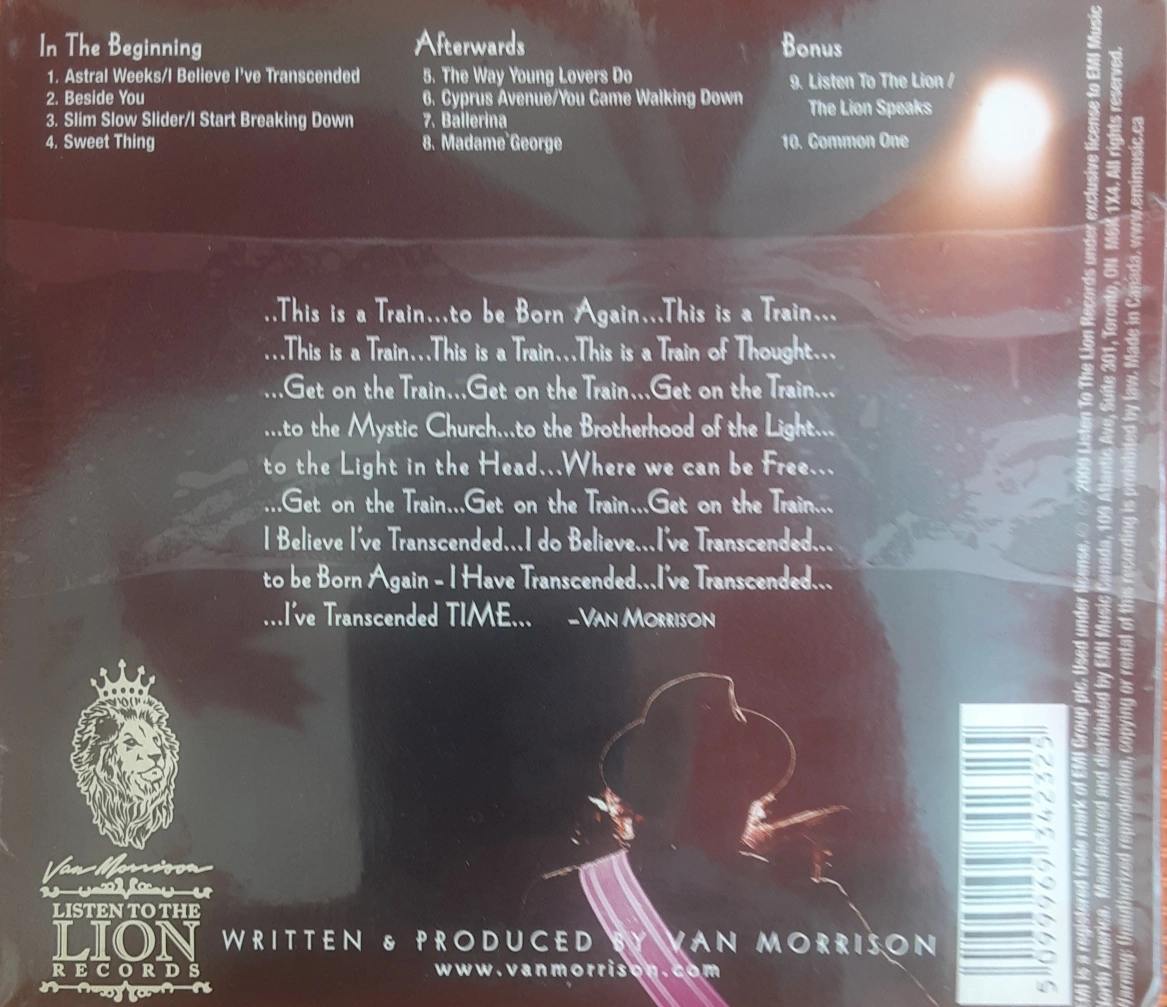 In The Beginning
1. Astral Weeks/I Believe I've Transcended
2. Beside You
3. Slim Slow Slider/I Start Breaking Down
4. Sweet Thing
Afterwards
5. The Way Young Lovers Do
6. Cyprus Avenue/You Came Walking Down
7. Ballerina
8. Madame George
Bonus
9. Listen To The Lion /
The Lion Speaks
10. Common One
..This is a Train...to be Born Again...This is a Train...
...This is a Train...This is a Train...This is a Train of Thought...
...Get on the Train...Get on the Train...Get on the Train...
...to the Mystic Church...to the Brotherhood of the Light...
to the Light in the Head...Where we can be Free...
...Get on the Train...Get on the Train...Get on the Train...
I Believe I've Transcended...I do Believe...I've Transcended...
to be Born Again - I Have Transcended...I've Transcended...
...I've Transcended TIME... -VAN MORRISON
Van Morrison
LISTEN TO THE
LION
RECORDS
WRITTEN & PRODUCED BY VAN MORRISON
www.vanmorrison.com
5 099969 342325
EMI is a registered trade mark of EMI Group plc. Used under license. 2009 Listen To The Lion Records under exclusive license to EMI Music
North America. Manufactured and distributed by EMI Music Canada, 109 Atlantic Ave, Suite 301, Toronto, ON M6K 1X4. All rights reserved.
Warning: Unauthorized reproduction, copying or rental of this recording is prohibited by law. Made in Canada. www.emimusic.ca